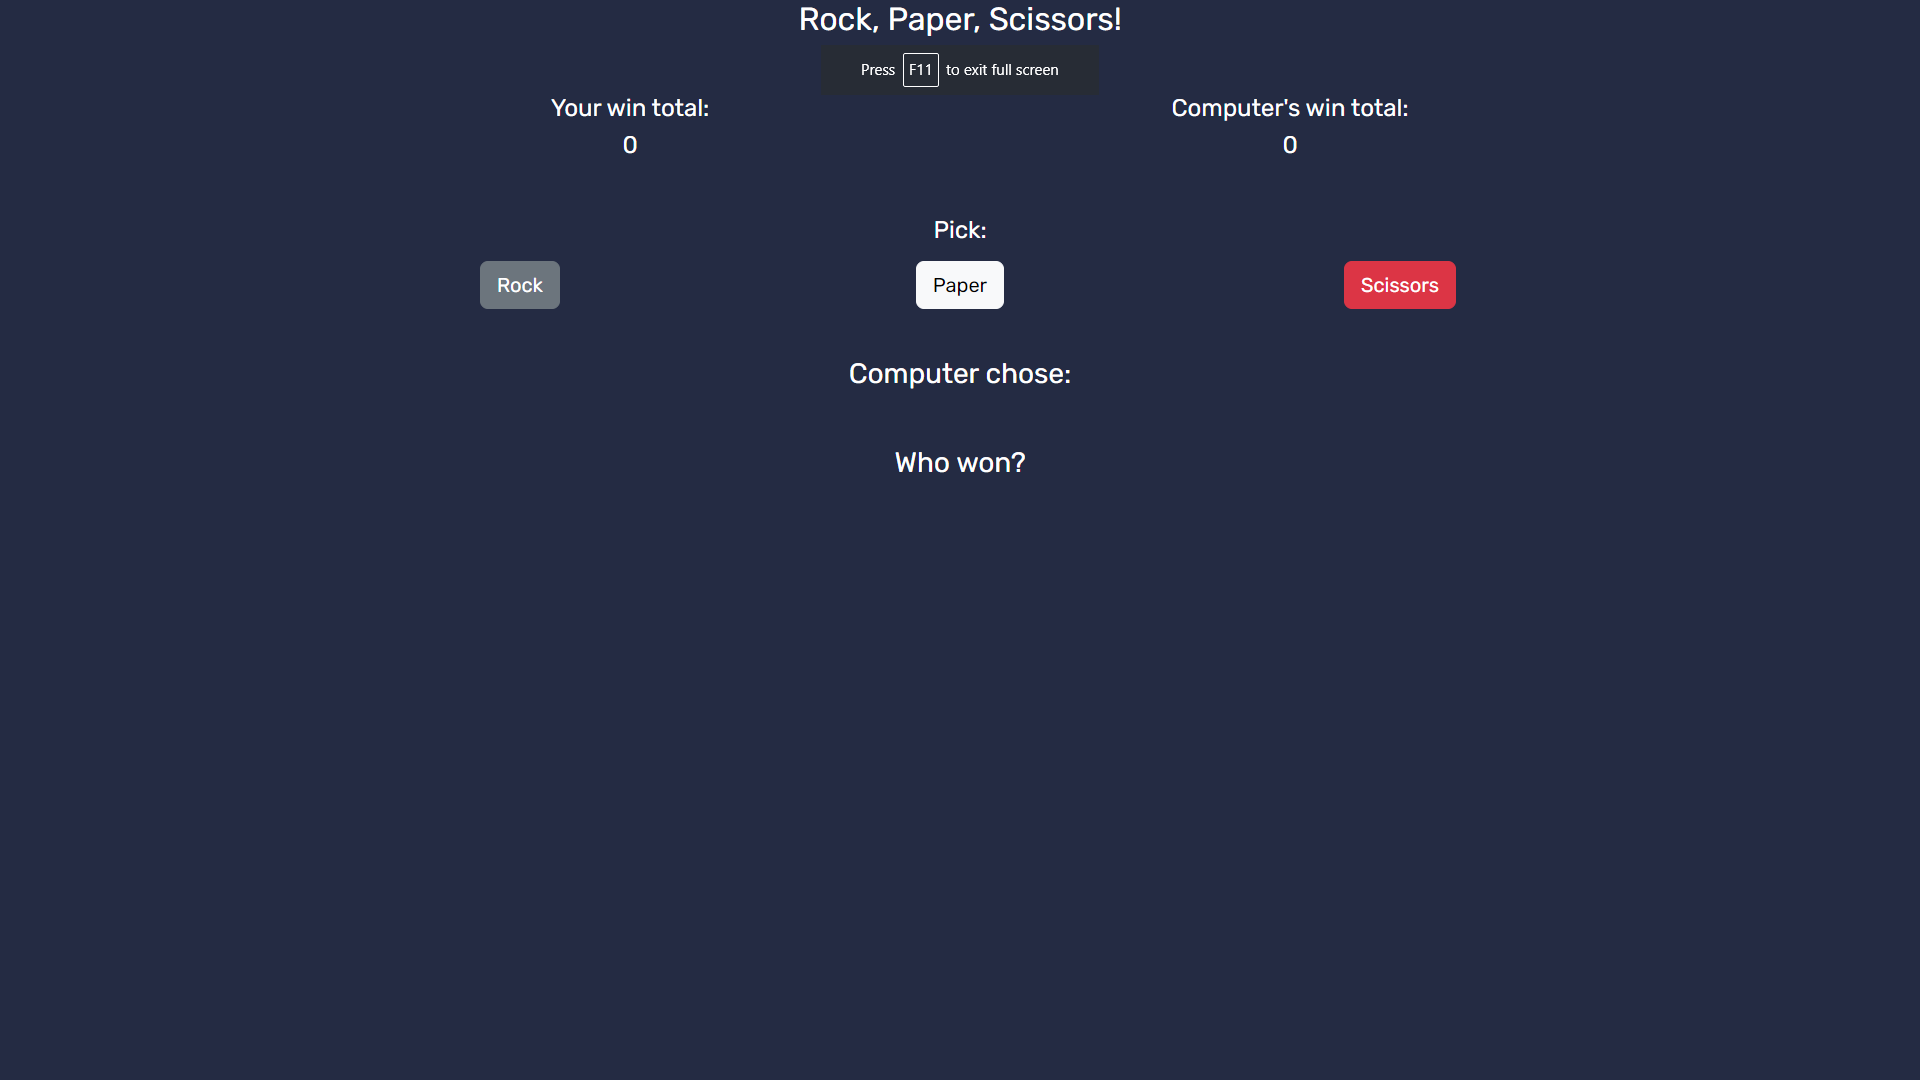 Rock, Paper, Scissors!
Press F11 to exit full screen
Your win total:
0
Computer's win total:
0
Pick:
Rock
Paper
Scissors
Computer chose:
Who won?